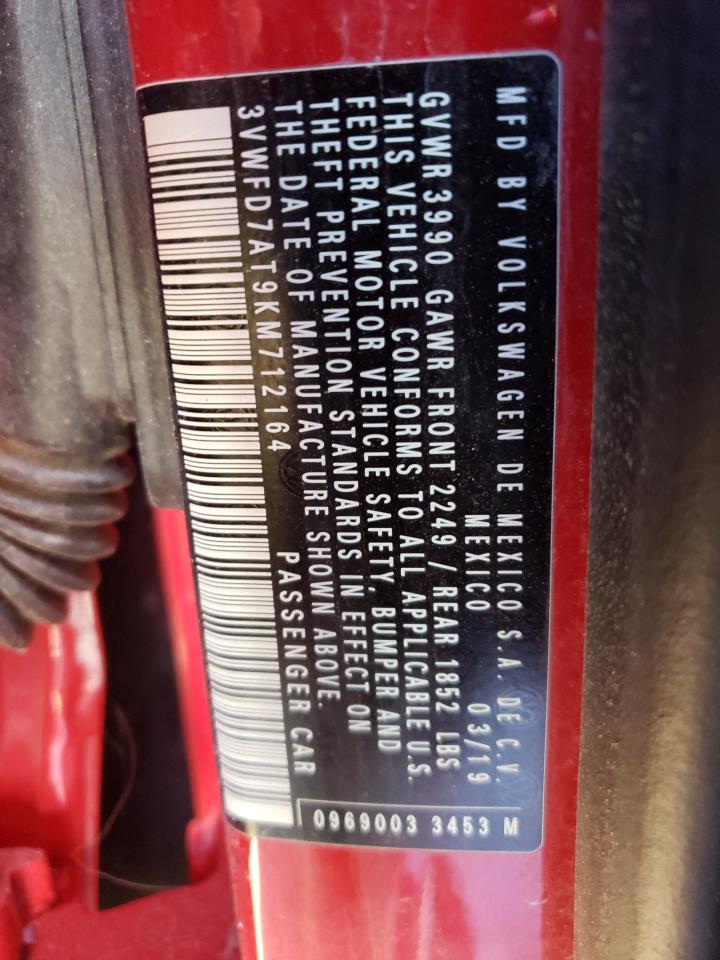 MFD BY VOLKSWAGEN DE MEXICO S.A. DE C.V.
MEXICO 03/19
GVWR 3990 GAWR FRONT 2249 / REAR 1852 LBS
THIS VEHICLE CONFORMS TO ALL APPLICABLE U.S.
FEDERAL MOTOR VEHICLE SAFETY, BUMPER AND
THEFT PREVENTION STANDARDS IN EFFECT ON
THE DATE OF MANUFACTURE SHOWN ABOVE.
3VWFD7AT9KM712164 PASSENGER CAR
0969003 3453 M